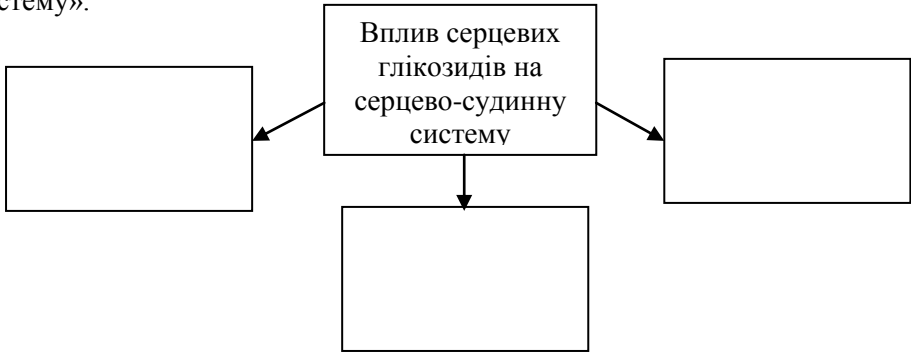 стему».
Вплив серцевих
глікозидів на
серцево-судинну
систему